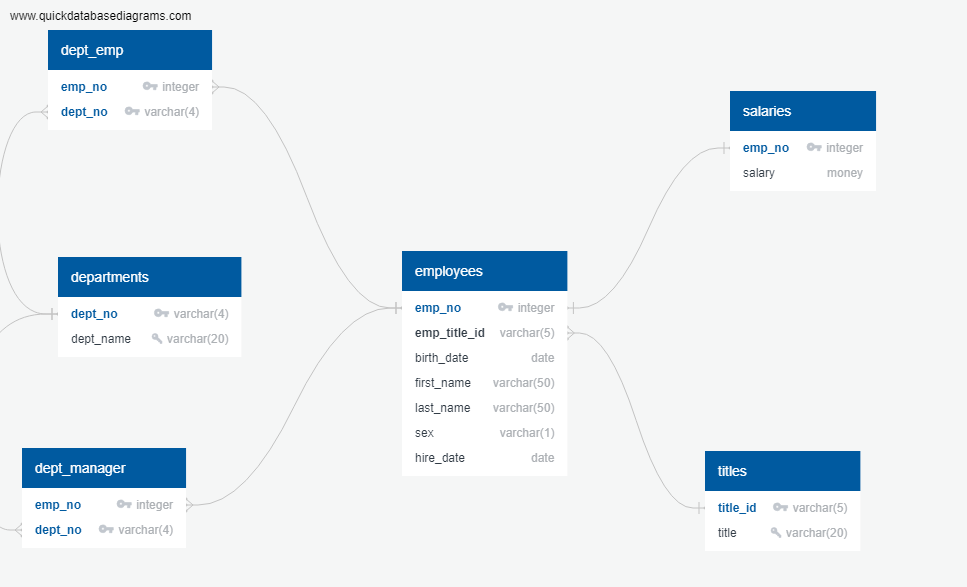 www.quickdatabasediagrams.com
dept_emp
emp_no integer
dept_no varchar(4)
salaries
emp_no integer
salary money
departments
dept_no varchar(4)
dept_name varchar(20)
employees
emp_no integer
emp_title_id varchar(5)
birth_date date
first_name varchar(50)
last_name varchar(50)
sex varchar(1)
hire_date date
dept_manager
emp_no integer
dept_no varchar(4)
titles
title_id varchar(5)
title varchar(20)